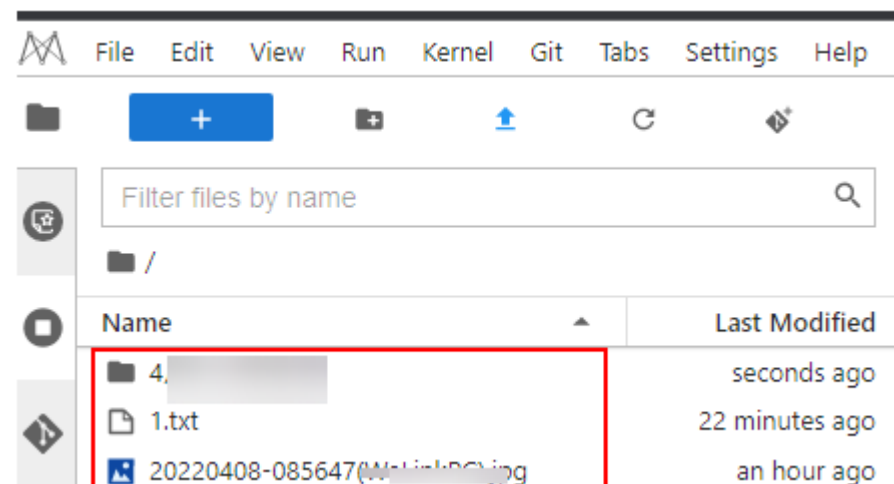 File Edit View Run Kernel Git Tabs Settings Help
Filter files by name
/
Name Last Modified
4, seconds ago
1.txt 22 minutes ago
20220408-085647( jpg an hour ago